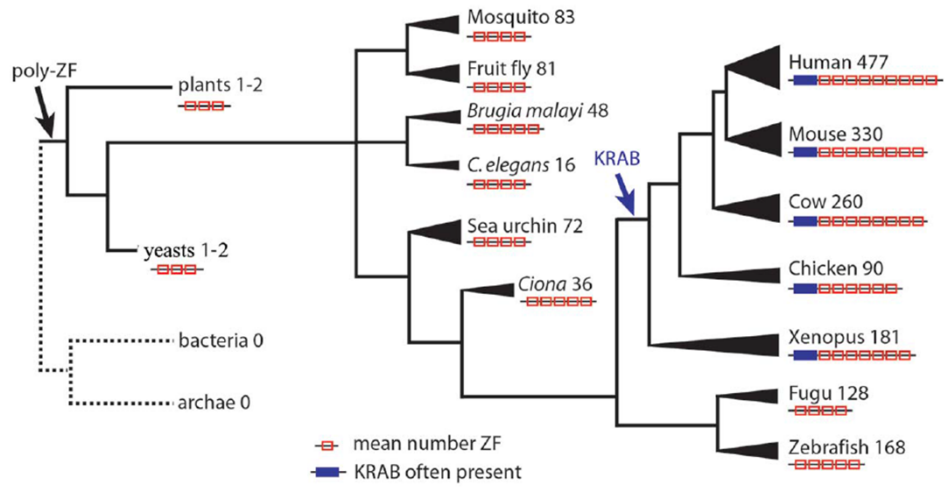 poly-ZF
plants 1-2
yeasts 1-2
bacteria 0
archae 0
Mosquito 83
Fruit fly 81
Brugia malayi 48
C. elegans 16
Sea urchin 72
Ciona 36
KRAB
Human 477
Mouse 330
Cow 260
Chicken 90
Xenopus 181
Fugu 128
Zebrafish 168
mean number ZF
KRAB often present